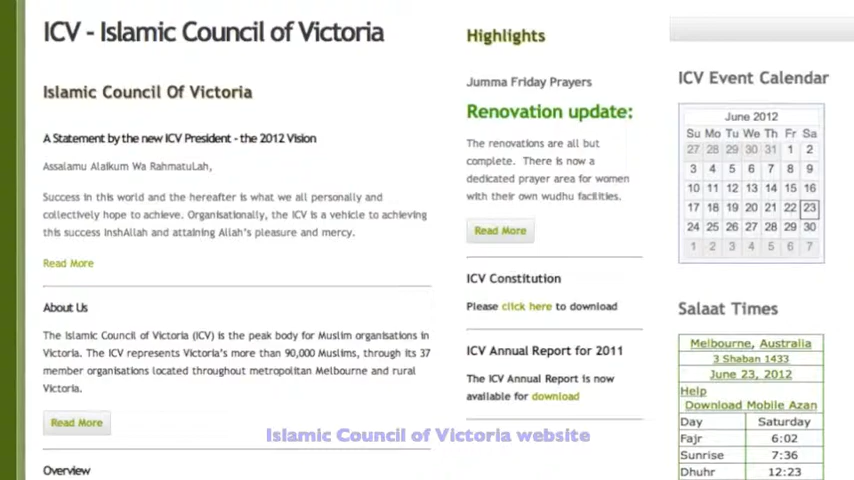 ICV - Islamic Council of Victoria
Islamic Council Of Victoria
A Statement by the new ICV President - the 2012 Vision
Assalamu Alaikum Wa RahmatuLah,
Success in this world and the hereafter is what we all personally and
collectively hope to achieve. Organisationally, the ICV is a vehicle to achieving
this success InshAllah and attaining Allah's pleasure and mercy.
Read More
About Us
The Islamic Council of Victoria (ICV) is the peak body for Muslim organisations in
Victoria. The ICV represents Victoria's more than 90,000 Muslims, through its 37
member organisations located throughout metropolitan Melbourne and rural
Victoria.
Read More
Overview
Highlights
Jumma Friday Prayers
Renovation update:
The renovations are all but
complete. There is now a
dedicated prayer area for women
with their own wudhu facilities.
Read More
ICV Constitution
Please click here to download
ICV Annual Report for 2011
The ICV Annual Report is now
available for download
ICV Event Calendar
June 2012
Su Mo Tu We Th Fr Sa
27 28 29 30 31 1 2
3 4 5 6 7 8 9
10 11 12 13 14 15 16
17 18 19 20 21 22 23
24 25 26 27 28 29 30
1 2 3 4 5 6 7
Salaat Times
Melbourne, Australia
3 Shaban 1433
June 23, 2012
Help
Download Mobile Azan
Day Saturday
Fajr 6:02
Sunrise 7:36
Dhuhr 12:23
Islamic Council of Victoria website